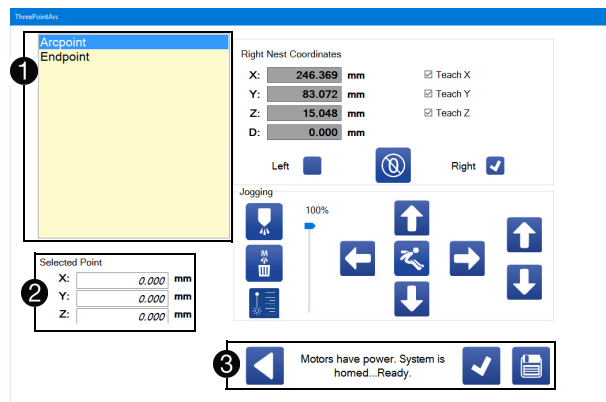 ThreePointArc
Arcpoint
Endpoint
1
Right Nest Coordinates
X: 246.369 mm
Teach X
Y: 83.072 mm
Teach Y
Z: 15.048 mm
Teach Z
D: 0.000 mm
Left
Right
Jogging
100%
M
Selected Point
X: 0.000 mm
2
Y: 0.000 mm
Z: 0.000 mm
3
Motors have power. System is
homed...Ready.